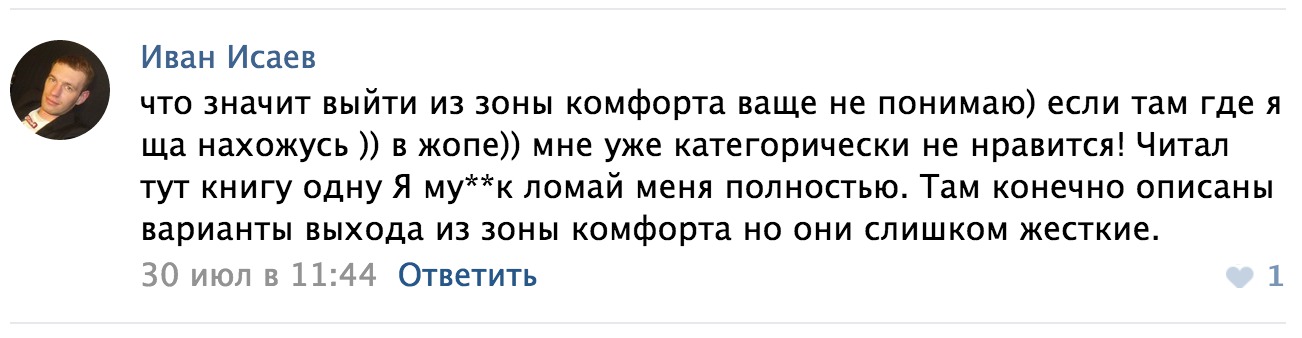 Иван Исаев
что значит выйти из зоны комфорта ваще не понимаю) если там где я
ща нахожусь )) в жопе)) мне уже категорически не нравится! Читал
тут книгу одну Я му**к ломай меня полностью. Там конечно описаны
варианты выхода из зоны комфорта но они слишком жесткие.
30 июл в 11:44 Ответить
1